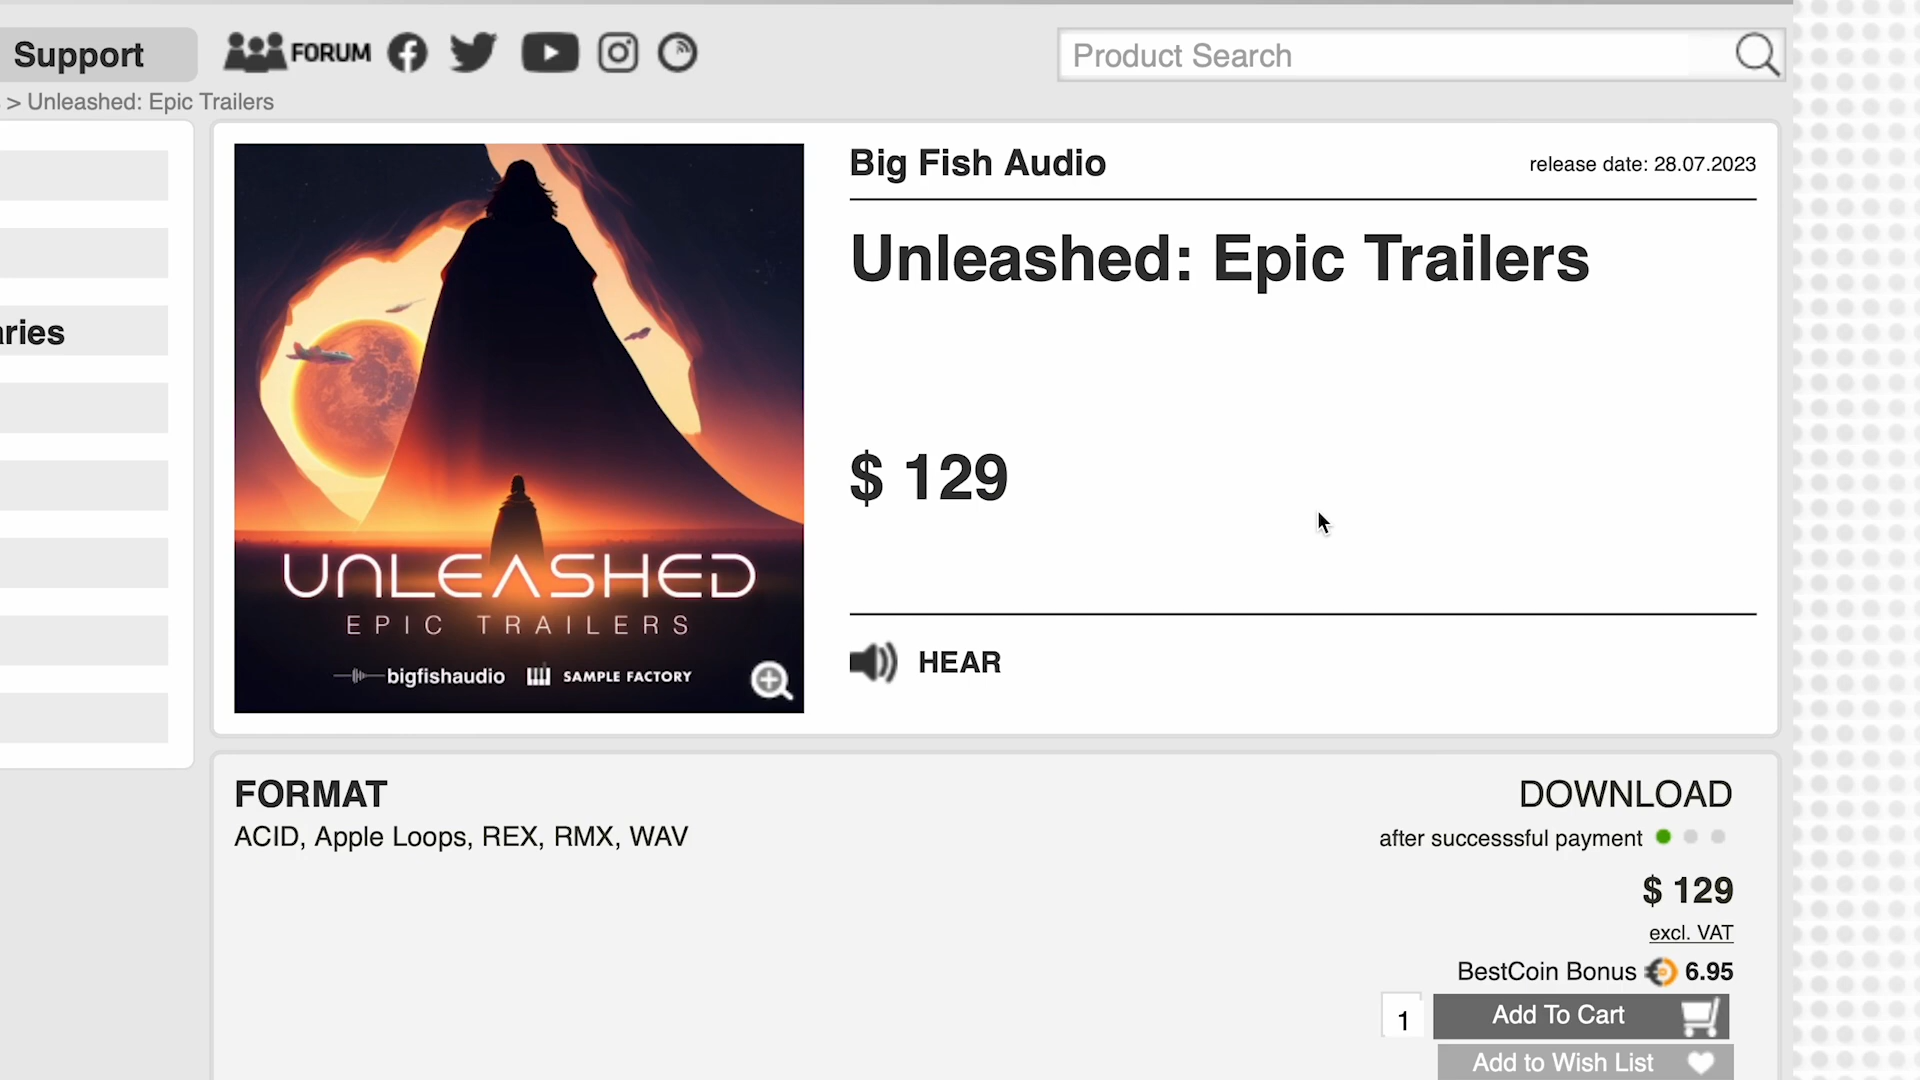 Support
FORUM
Product Search
> Unleashed: Epic Trailers
aries
Big Fish Audio
release date: 28.07.2023
Unleashed: Epic Trailers
$ 129
HEAR
UNLEASHED
EPIC TRAILERS
bigfishaudio SAMPLE FACTORY
FORMAT
ACID, Apple Loops, REX, RMX, WAV
DOWNLOAD
after successsful payment
$ 129
excl. VAT
BestCoin Bonus 6.95
1 Add To Cart
Add to Wish List